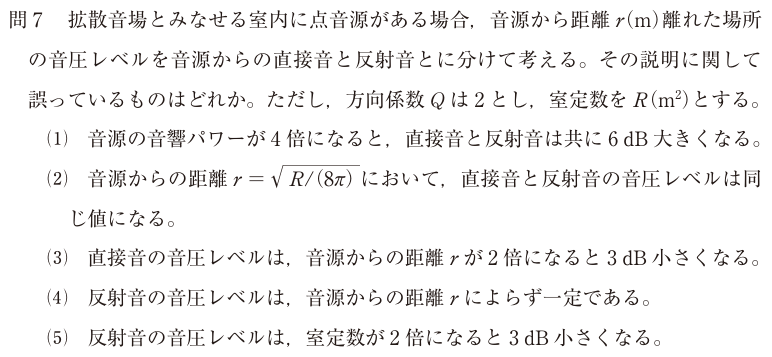 問7 拡散音場とみなせる室内に点音源がある場合，音源から距離 r(m)離れた場所
の音圧レベルを音源からの直接音と反射音とに分けて考える。その説明に関して
誤っているものはどれか。ただし，方向係数 Q は 2 とし，室定数を R(m²)とする。
(1) 音源の音響パワーが 4 倍になると，直接音と反射音は共に 6 dB 大きくなる。
(2) 音源からの距離 r＝√R/(8π) において，直接音と反射音の音圧レベルは同
じ値になる。
(3) 直接音の音圧レベルは，音源からの距離 r が 2 倍になると 3 dB 小さくなる。
(4) 反射音の音圧レベルは，音源からの距離 r によらず一定である。
(5) 反射音の音圧レベルは，室定数が 2 倍になると 3 dB 小さくなる。